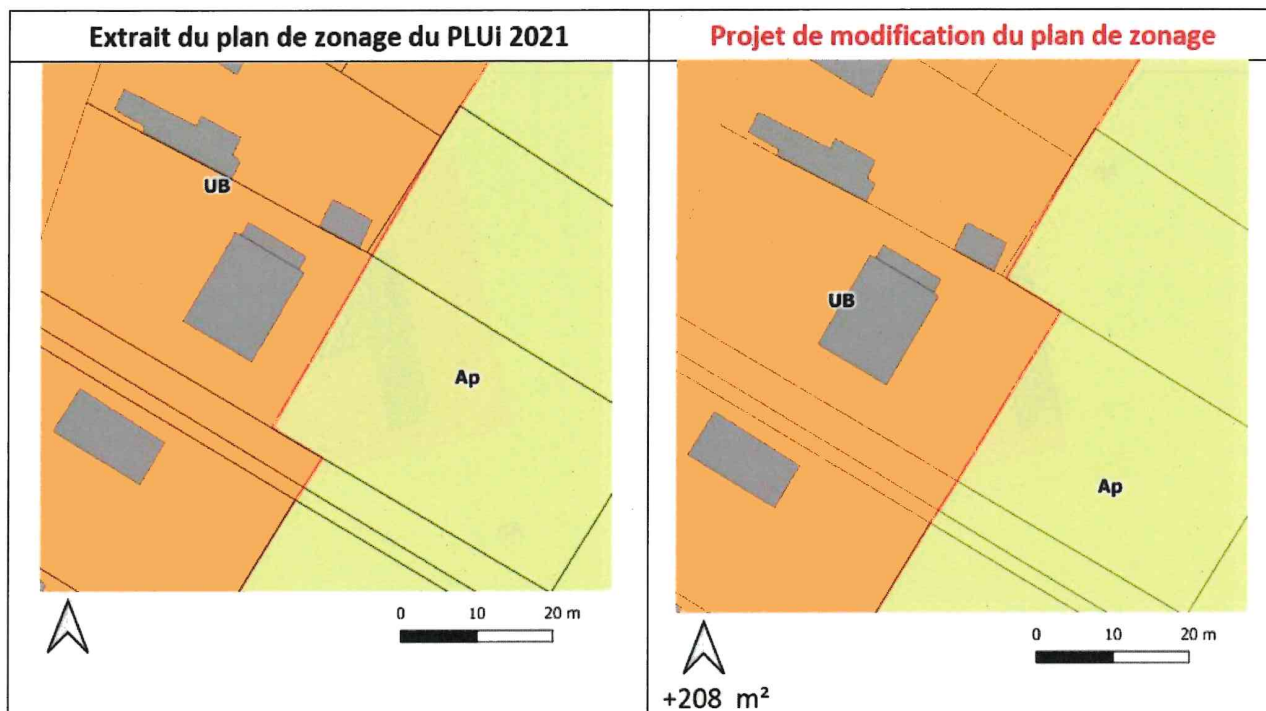 Extrait du plan de zonage du PLUi 2021
Projet de modification du plan de zonage
UB
Ap
0 10 20 m
UB
Ap
0 10 20 m
+208 m²